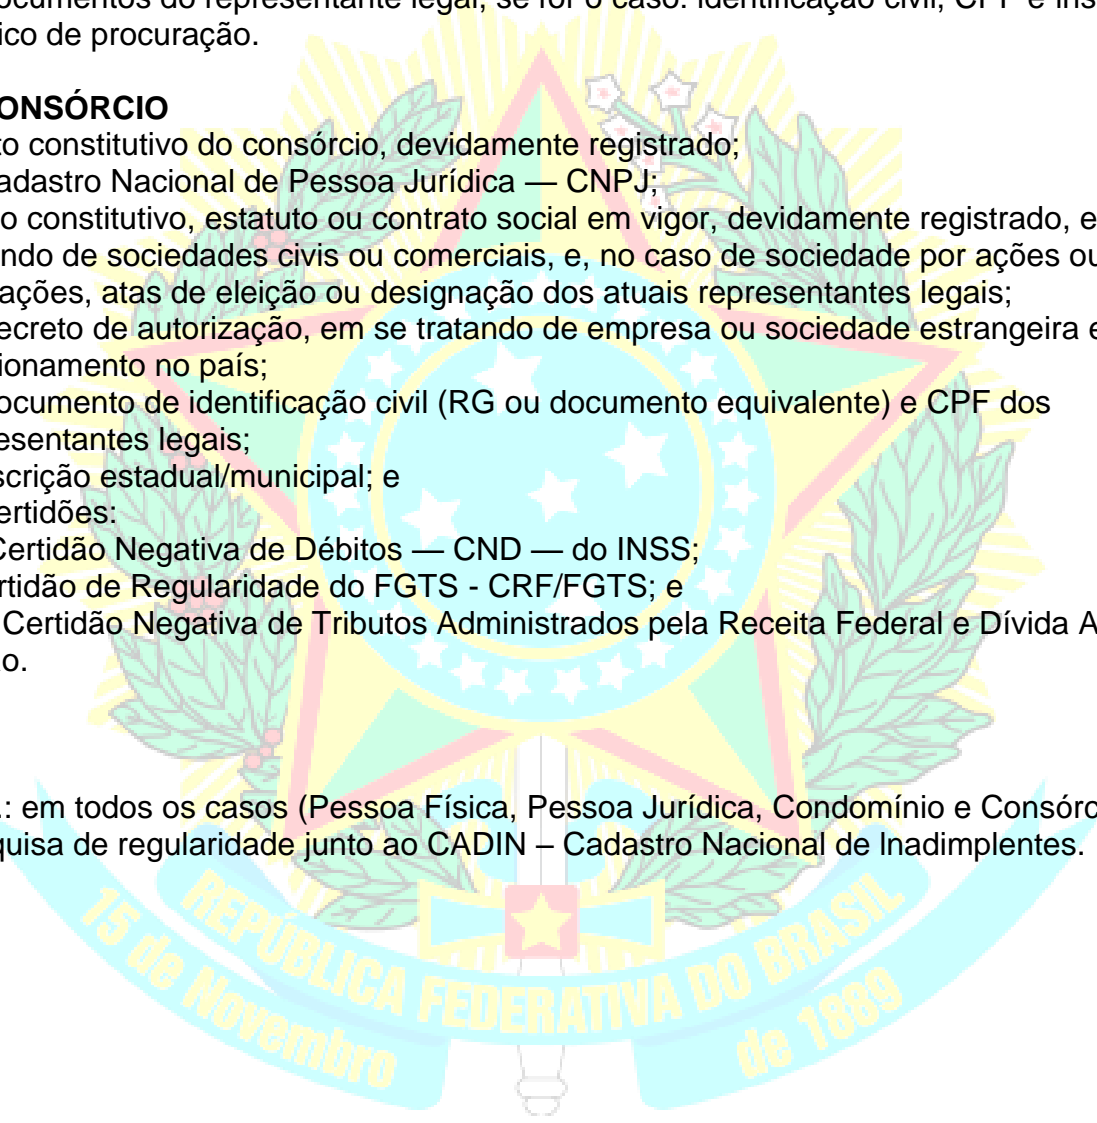 ocumentos do representante legal, se for o caso: identificação civil, CPF e Ins
ico de procuração.
ONSÓRCIO
to constitutivo do consórcio, devidamente registrado;
adastro Nacional de Pessoa Jurídica — CNPJ;
o constitutivo, estatuto ou contrato social em vigor, devidamente registrado, e
ndo de sociedades civis ou comerciais, e, no caso de sociedade por ações ou
ações, atas de eleição ou designação dos atuais representantes legais;
ecreto de autorização, em se tratando de empresa ou sociedade estrangeira e
ionamento no país;
ocumento de identificação civil (RG ou documento equivalente) e CPF dos
esentantes legais;
scrição estadual/municipal; e
ertidões:
Certidão Negativa de Débitos — CND — do INSS;
rtidão de Regularidade do FGTS - CRF/FGTS; e
Certidão Negativa de Tributos Administrados pela Receita Federal e Dívida A
o.
.: em todos os casos (Pessoa Física, Pessoa Jurídica, Condomínio e Consórc
quisa de regularidade junto ao CADIN – Cadastro Nacional de Inadimplentes.
REPÚBLICA FEDERATIVA DO BRASIL
15 de Novembro de 1889